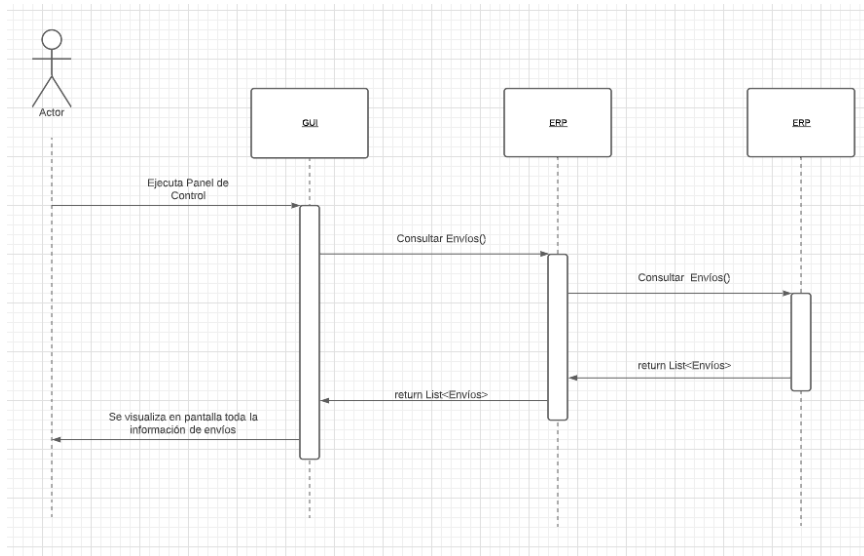 Actor
GUI
ERP
ERP
Ejecuta Panel de
Control
Consultar Envíos()
Consultar  Envíos()
return List<Envíos>
return List<Envíos>
Se visualiza en pantalla toda la
información de envíos